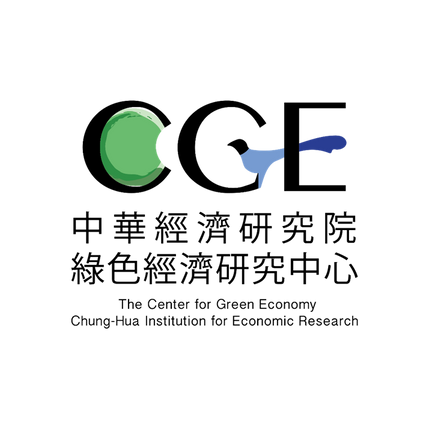 CGE
中華經濟研究院
綠色經濟研究中心
The Center for Green Economy
Chung-Hua Institution for Economic Research